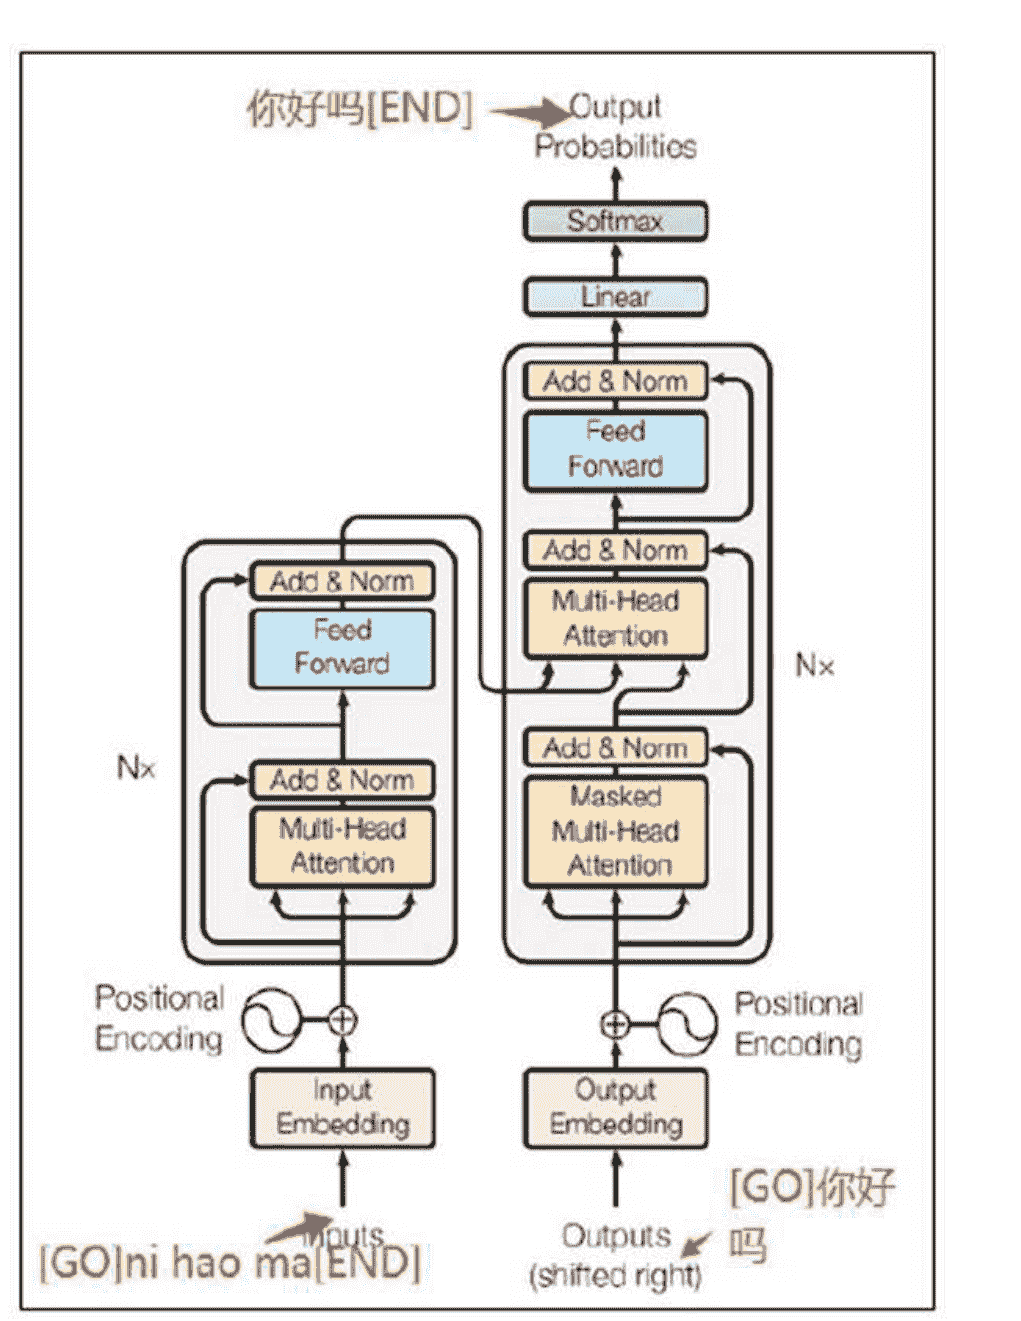 你好吗[END]
Output
Probabilities
Softmax
Linear
Add & Norm
Feed
Forward
Add & Norm
Multi-Head
Attention
Nx
Add & Norm
Masked
Multi-Head
Attention
Add & Norm
Feed
Forward
Nx
Add & Norm
Multi-Head
Attention
Positional
Encoding
Positional
Encoding
Input
Embedding
Output
Embedding
Inputs
[GO]ni hao ma[END]
Outputs
(shifted right)
[GO]你好
吗